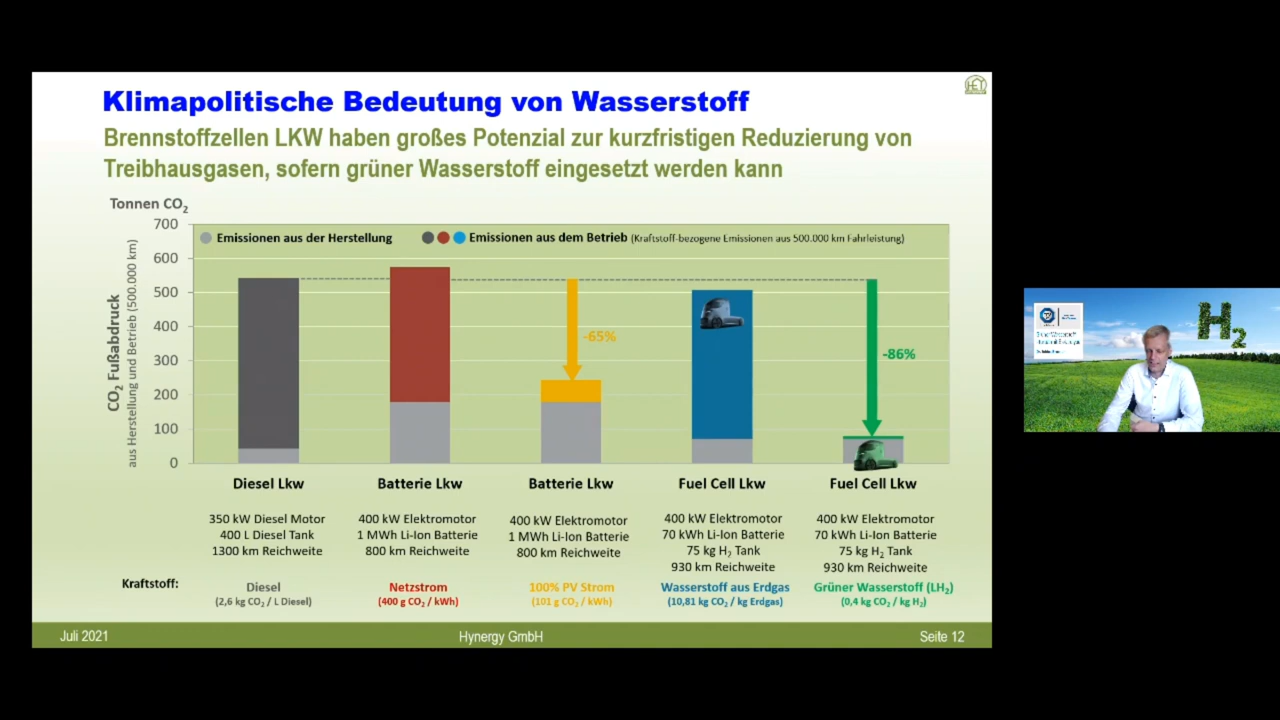 Klimapolitische Bedeutung von Wasserstoff
Brennstoffzellen LKW haben großes Potenzial zur kurzfristigen Reduzierung von
Treibhausgasen, sofern grüner Wasserstoff eingesetzt werden kann
Tonnen CO₂
CO₂ Fußabdruck
aus Herstellung und Betrieb (500.000 km)
700
600
500
400
300
200
100
0
Emissionen aus der Herstellung
Emissionen aus dem Betrieb (Kraftstoff-bezogene Emissionen aus 500.000 km Fahrleistung)
-65%
-86%
Diesel Lkw
350 kW Diesel Motor
400 L Diesel Tank
1300 km Reichweite
Batterie Lkw
400 kW Elektromotor
1 MWh Li-Ion Batterie
800 km Reichweite
Batterie Lkw
400 kW Elektromotor
1 MWh Li-Ion Batterie
800 km Reichweite
Fuel Cell Lkw
400 kW Elektromotor
70 kWh Li-Ion Batterie
75 kg H₂ Tank
930 km Reichweite
Fuel Cell Lkw
400 kW Elektromotor
70 kWh Li-Ion Batterie
75 kg H₂ Tank
930 km Reichweite
Kraftstoff:
Diesel
(2,6 kg CO₂ / L Diesel)
Netzstrom
(400 g CO₂ / kWh)
100% PV Strom
(101 g CO₂ / kWh)
Wasserstoff aus Erdgas
(10,81 kg CO₂ / kg Erdgas)
Grüner Wasserstoff (LH₂)
(0,4 kg CO₂ / kg H₂)
Juli 2021
Hynergy GmbH
Seite 12
H₂